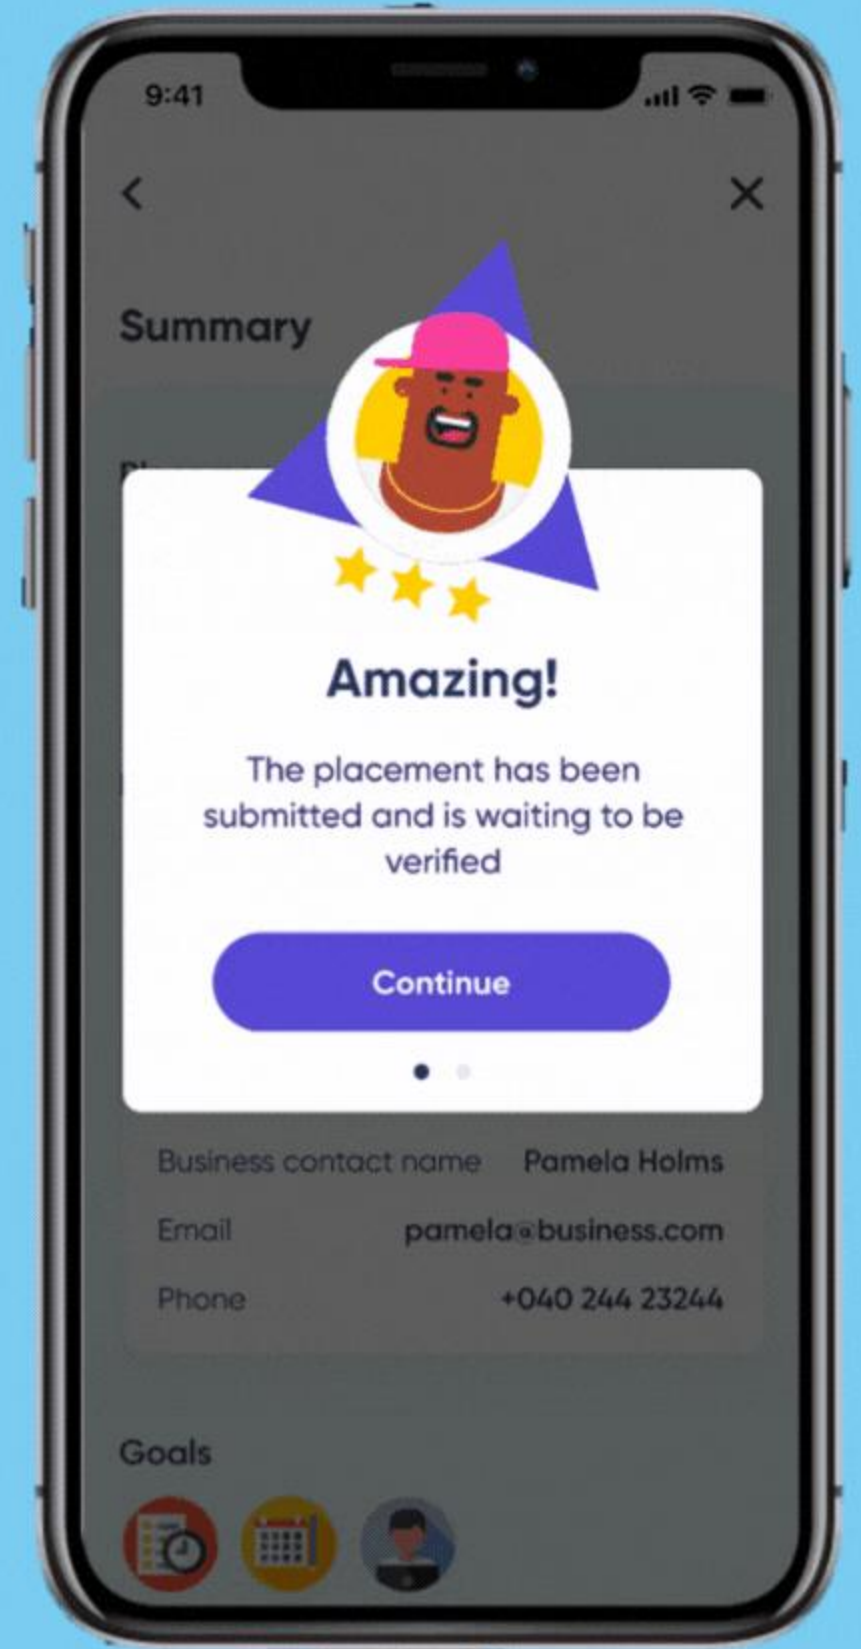 9:41
Summary
Amazing!
The placement has been
submitted and is waiting to be
verified
Continue
Business contact name Pamela Holms
Email pamela@business.com
Phone +040 244 23244
Goals